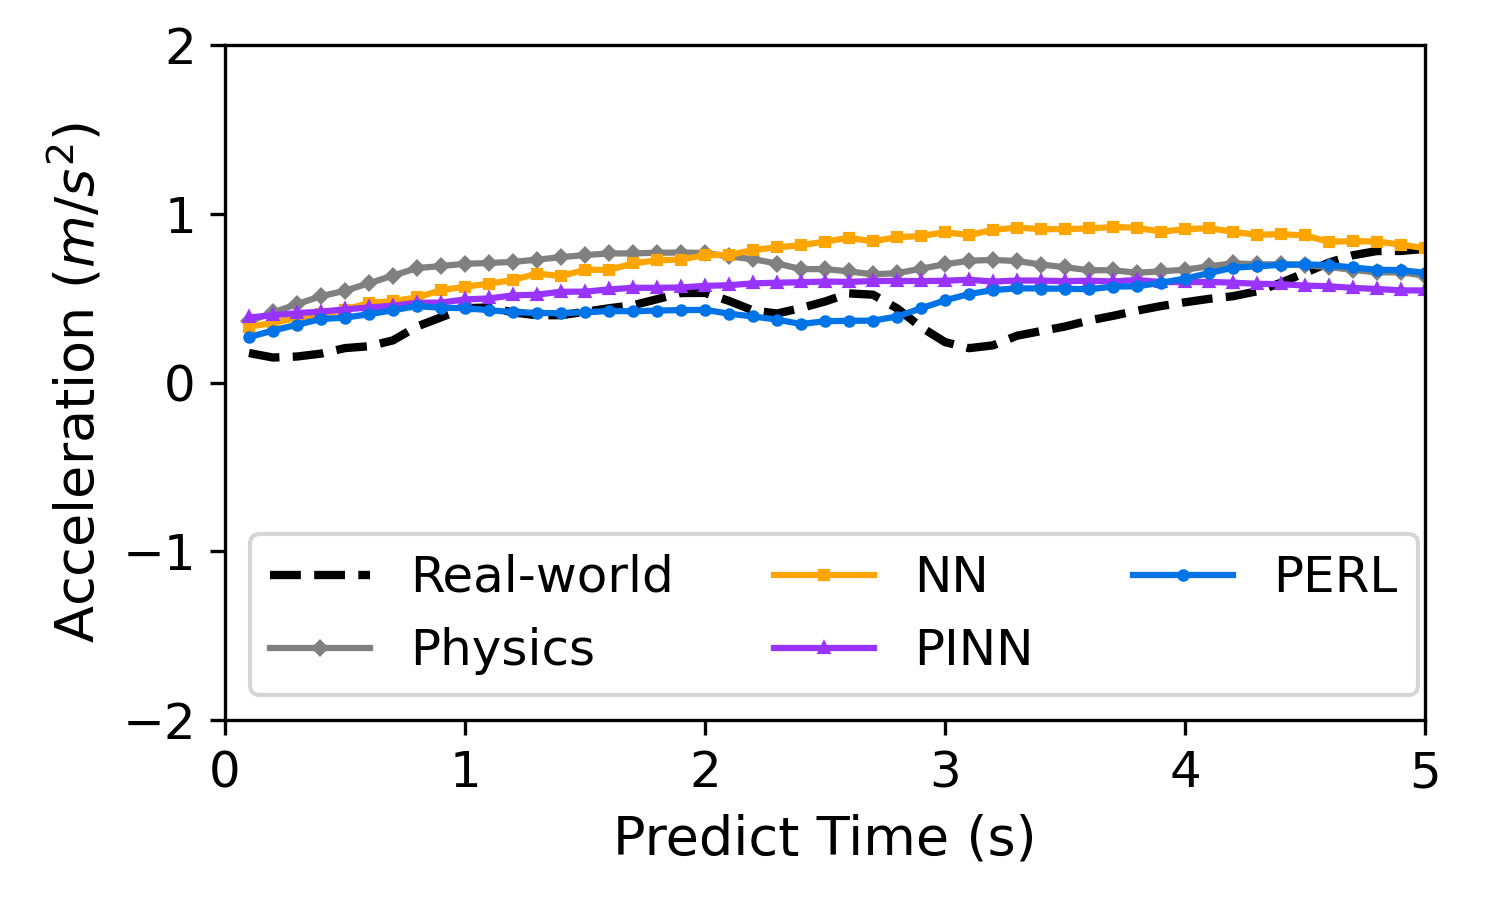 2
1
0
−1
−2
Acceleration (m/s²)
Real-world
Physics
NN
PINN
PERL
0 1 2 3 4 5
Predict Time (s)